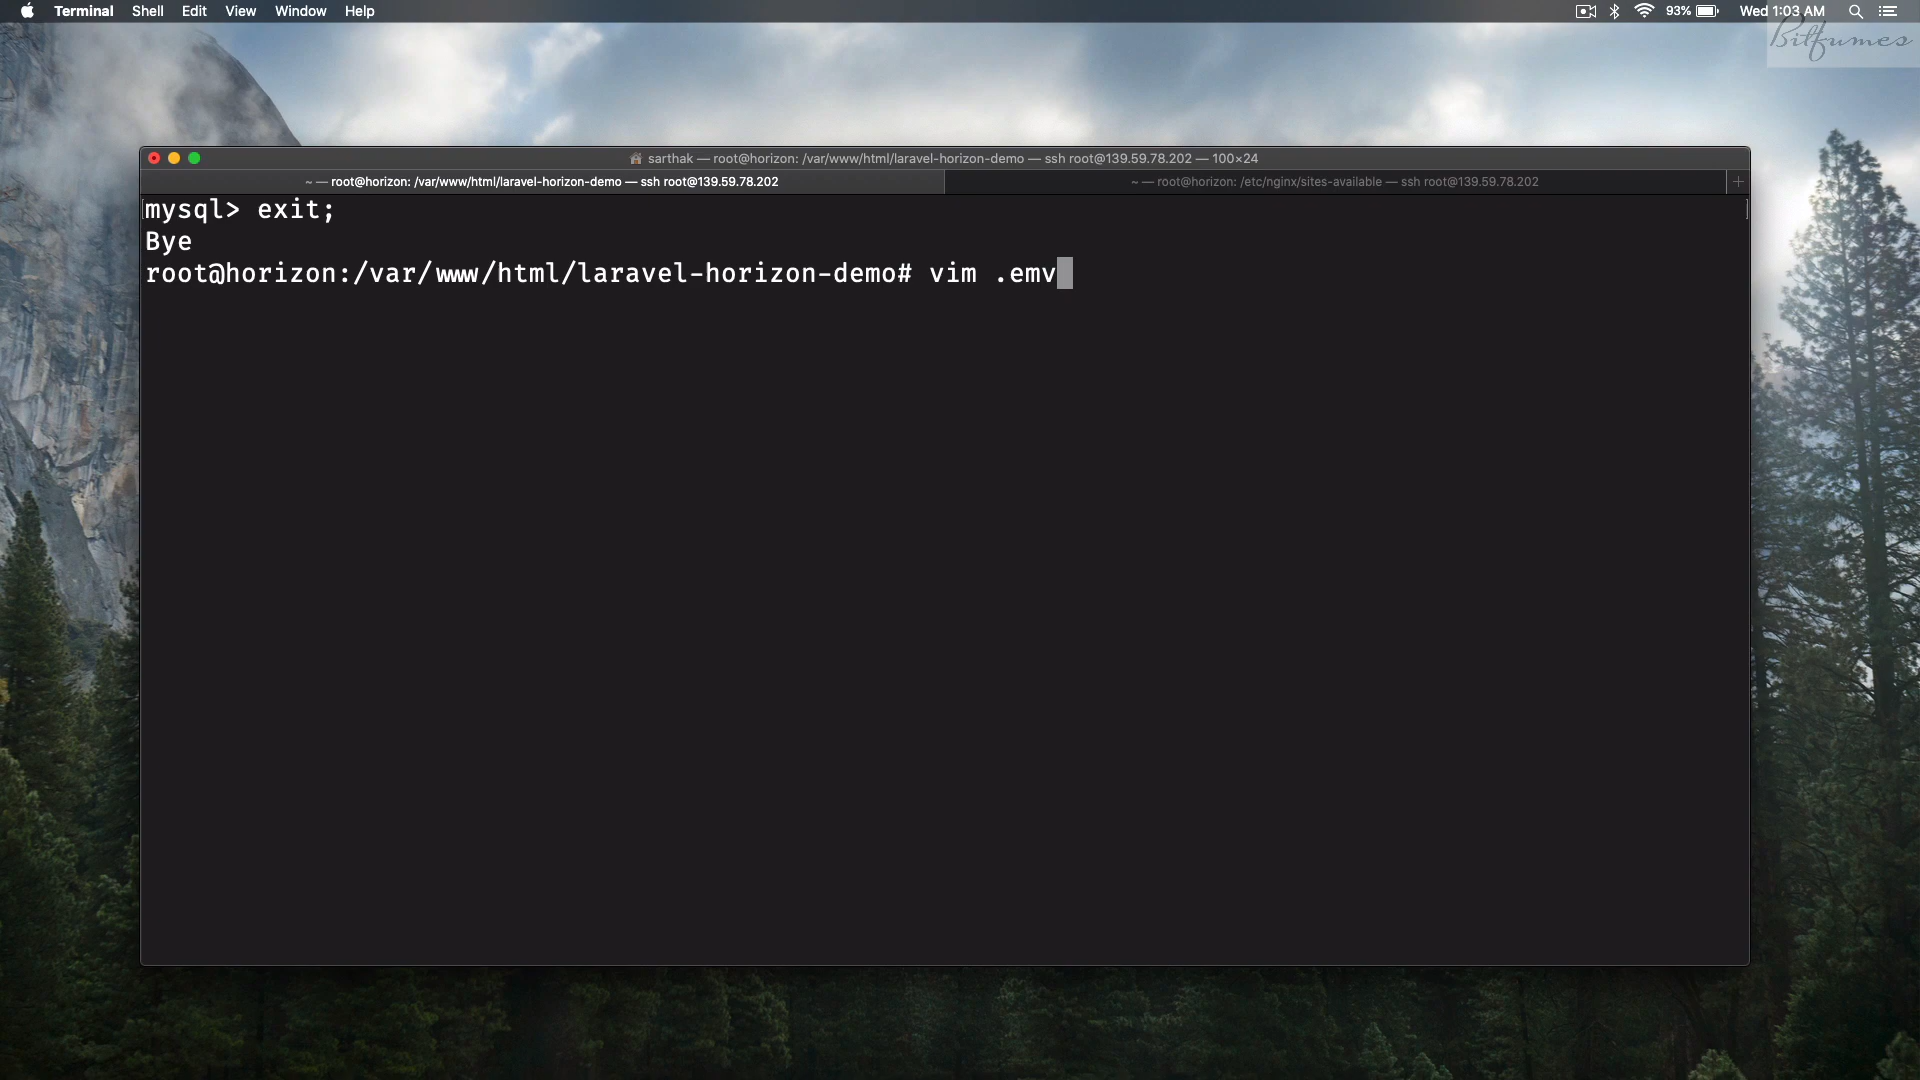 Terminal Shell Edit View Window Help 93% Wed 1:03 AM
Bitfumes
sarthak — root@horizon: /var/www/html/laravel-horizon-demo — ssh root@139.59.78.202 — 100×24
~ — root@horizon: /var/www/html/laravel-horizon-demo — ssh root@139.59.78.202 ~ — root@horizon: /etc/nginx/sites-available — ssh root@139.59.78.202 +
mysql> exit;
Bye
root@horizon:/var/www/html/laravel-horizon-demo# vim .emv